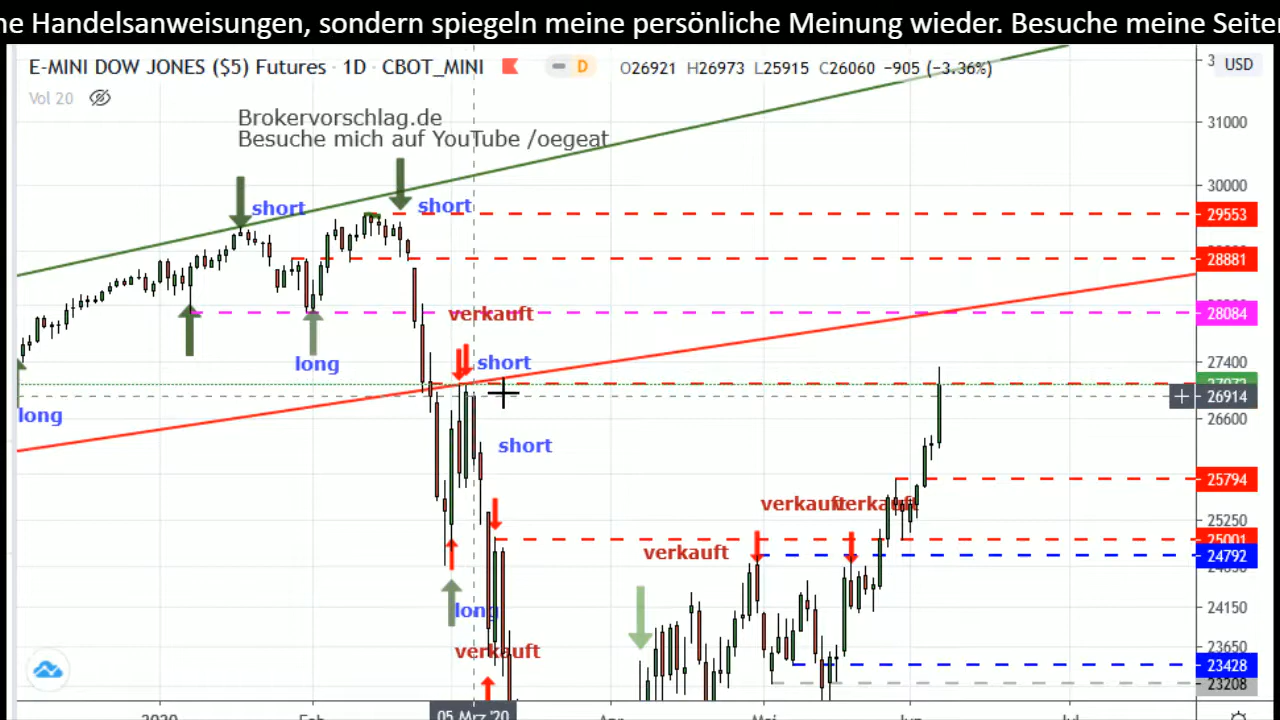 ne Handelsanweisungen, sondern spiegeln meine persönliche Meinung wieder. Besuche meine Seiten
E-MINI DOW JONES ($5) Futures · 1D · CBOT_MINI
D
O26921 H26973 L25915 C26060 −905 (−3.36%)
USD
Vol 20
Brokervorschlag.de
Besuche mich auf YouTube /oegeat
31000
30000
short
short
29553
28881
verkauft
28084
long
short
27400
26914
long
26600
short
25794
verkauft
verkauft
25250
25001
verkauft
24792
long
24150
verkauft
23650
23428
23208
2020
Feb
05 Mrz '20
Apr
Mai
Jun
Jul